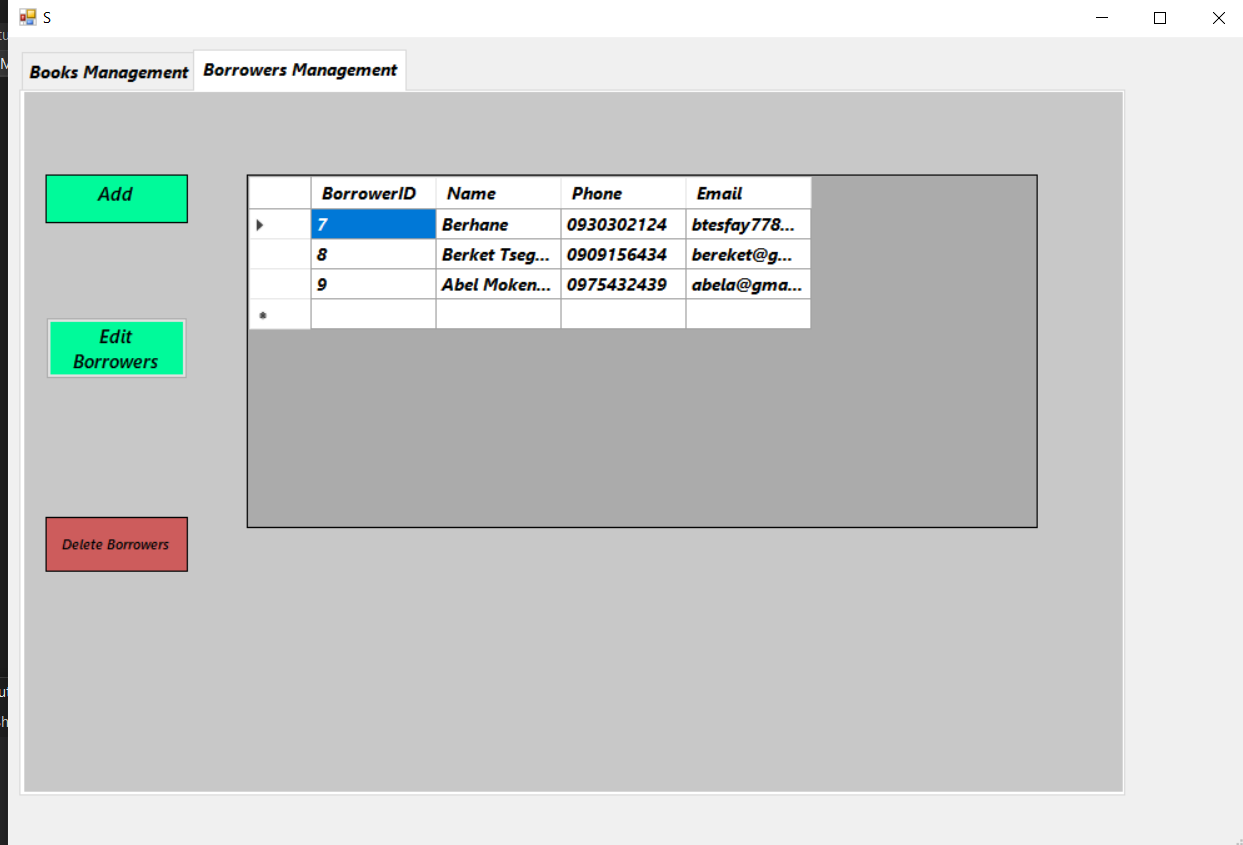 S
Books Management Borrowers Management
Add
BorrowerID Name Phone Email
7 Berhane 0930302124 btesfay778...
8 Berket Tseg... 0909156434 bereket@g...
9 Abel Moken... 0975432439 abela@gma...
Edit
Borrowers
Delete Borrowers